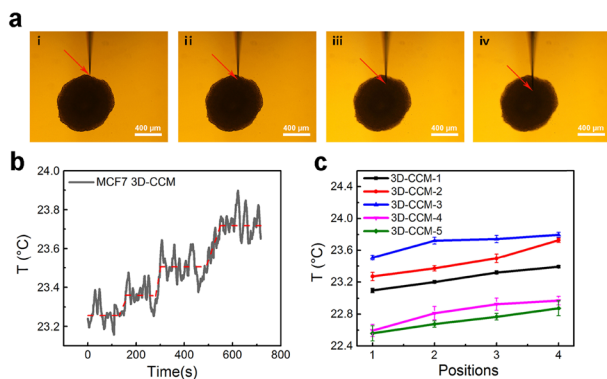 a
i
ii
iii
iv
400 μm
400 μm
400 μm
400 μm
b
c
24.0
23.8
23.6
23.4
23.2
T (°C)
MCF7 3D-CCM
0 200 400 600 800
Time(s)
24.4
24.0
23.6
23.2
22.8
22.4
T (°C)
3D-CCM-1
3D-CCM-2
3D-CCM-3
3D-CCM-4
3D-CCM-5
1 2 3 4
Positions